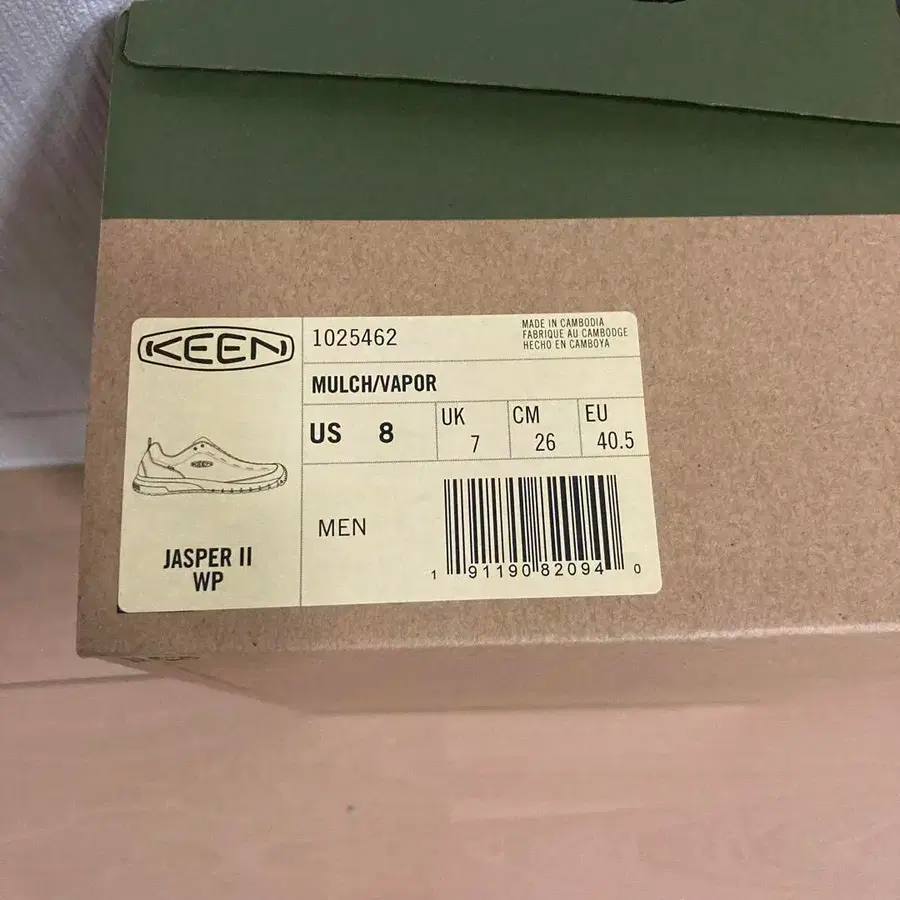 KEEN
1025462
MADE IN CAMBODIA
FABRIQUE AU CAMBODGE
HECHO EN CAMBOYA
MULCH/VAPOR
US 8
UK 7
CM 26
EU 40.5
KEEN
JASPER II
WP
MEN
1 91190 82094 0